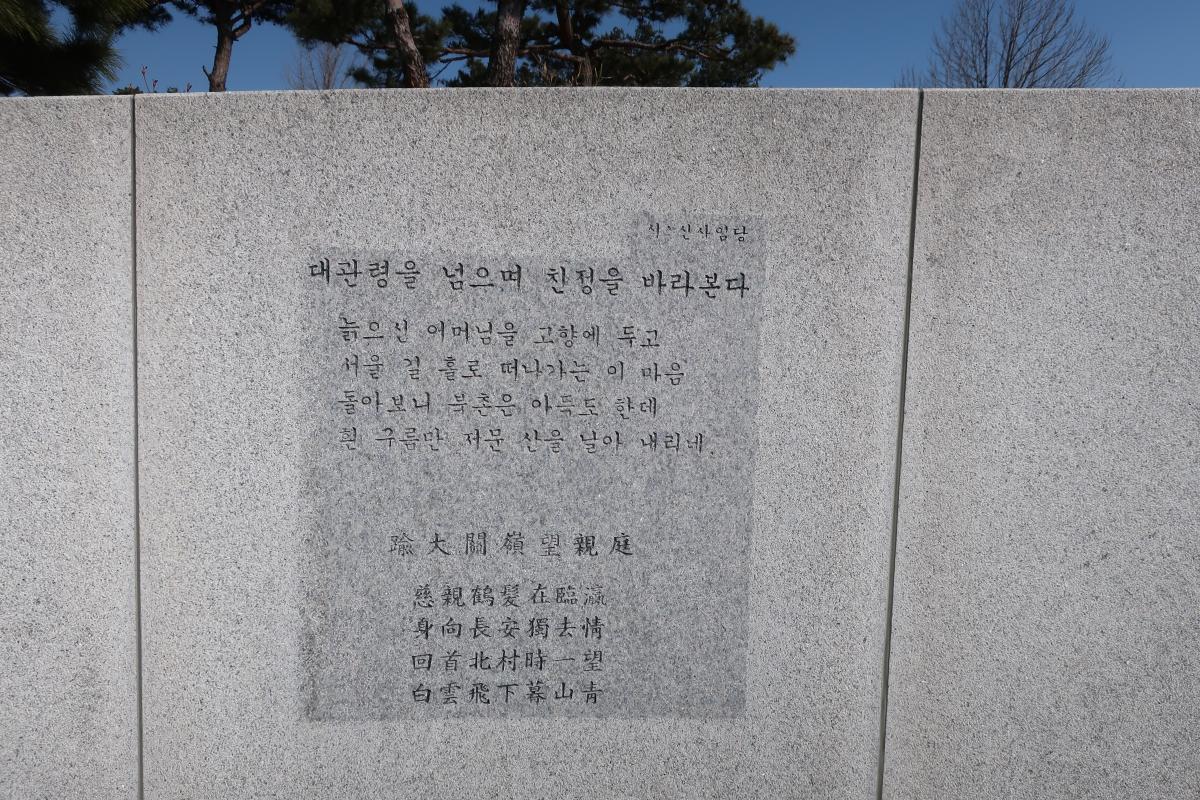 시ㆍ신사임당
대관령을 넘으며 친정을 바라본다
늙으신 어머님을 고향에 두고
서울 길 홀로 떠나가는 이 마음
돌아보니 북촌은 아득도 한데
흰 구름만 저문 산을 날아 내리네.
踰大關嶺望親庭
慈親鶴髮在臨瀛
身向長安獨去情
回首北村時一望
白雲飛下暮山青